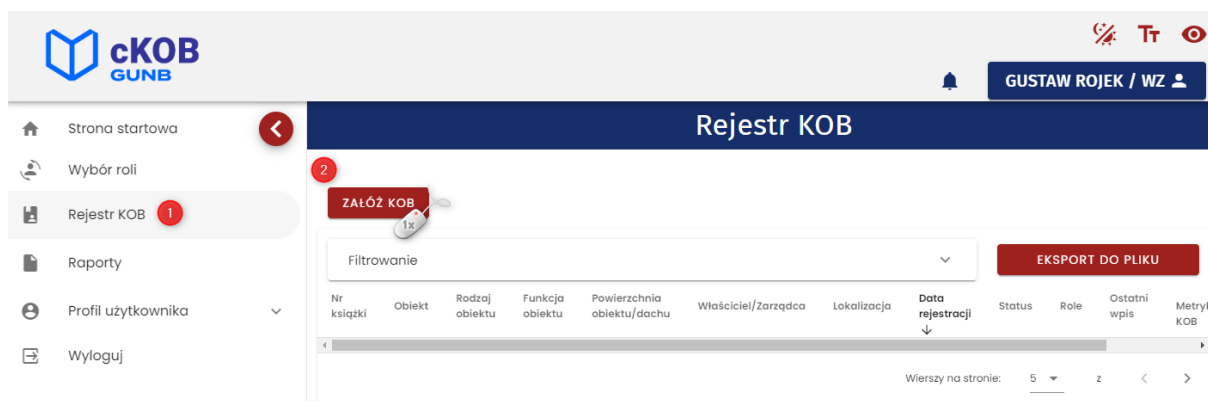 cKOB
GUNB
GUSTAW ROJEK / WZ
Strona startowa
Wybór roli
Rejestr KOB
1
Raporty
Profil użytkownika
Wyloguj
Rejestr KOB
2
ZAŁÓŻ KOB
1x
Filtrowanie
EKSPORT DO PLIKU
Nr książki
Obiekt
Rodzaj obiektu
Funkcja obiektu
Powierzchnia obiektu/dachu
Właściciel/Zarządca
Lokalizacja
Data rejestracji
Status
Role
Ostatni wpis
KOB
Wierszy na stronie: 5 z